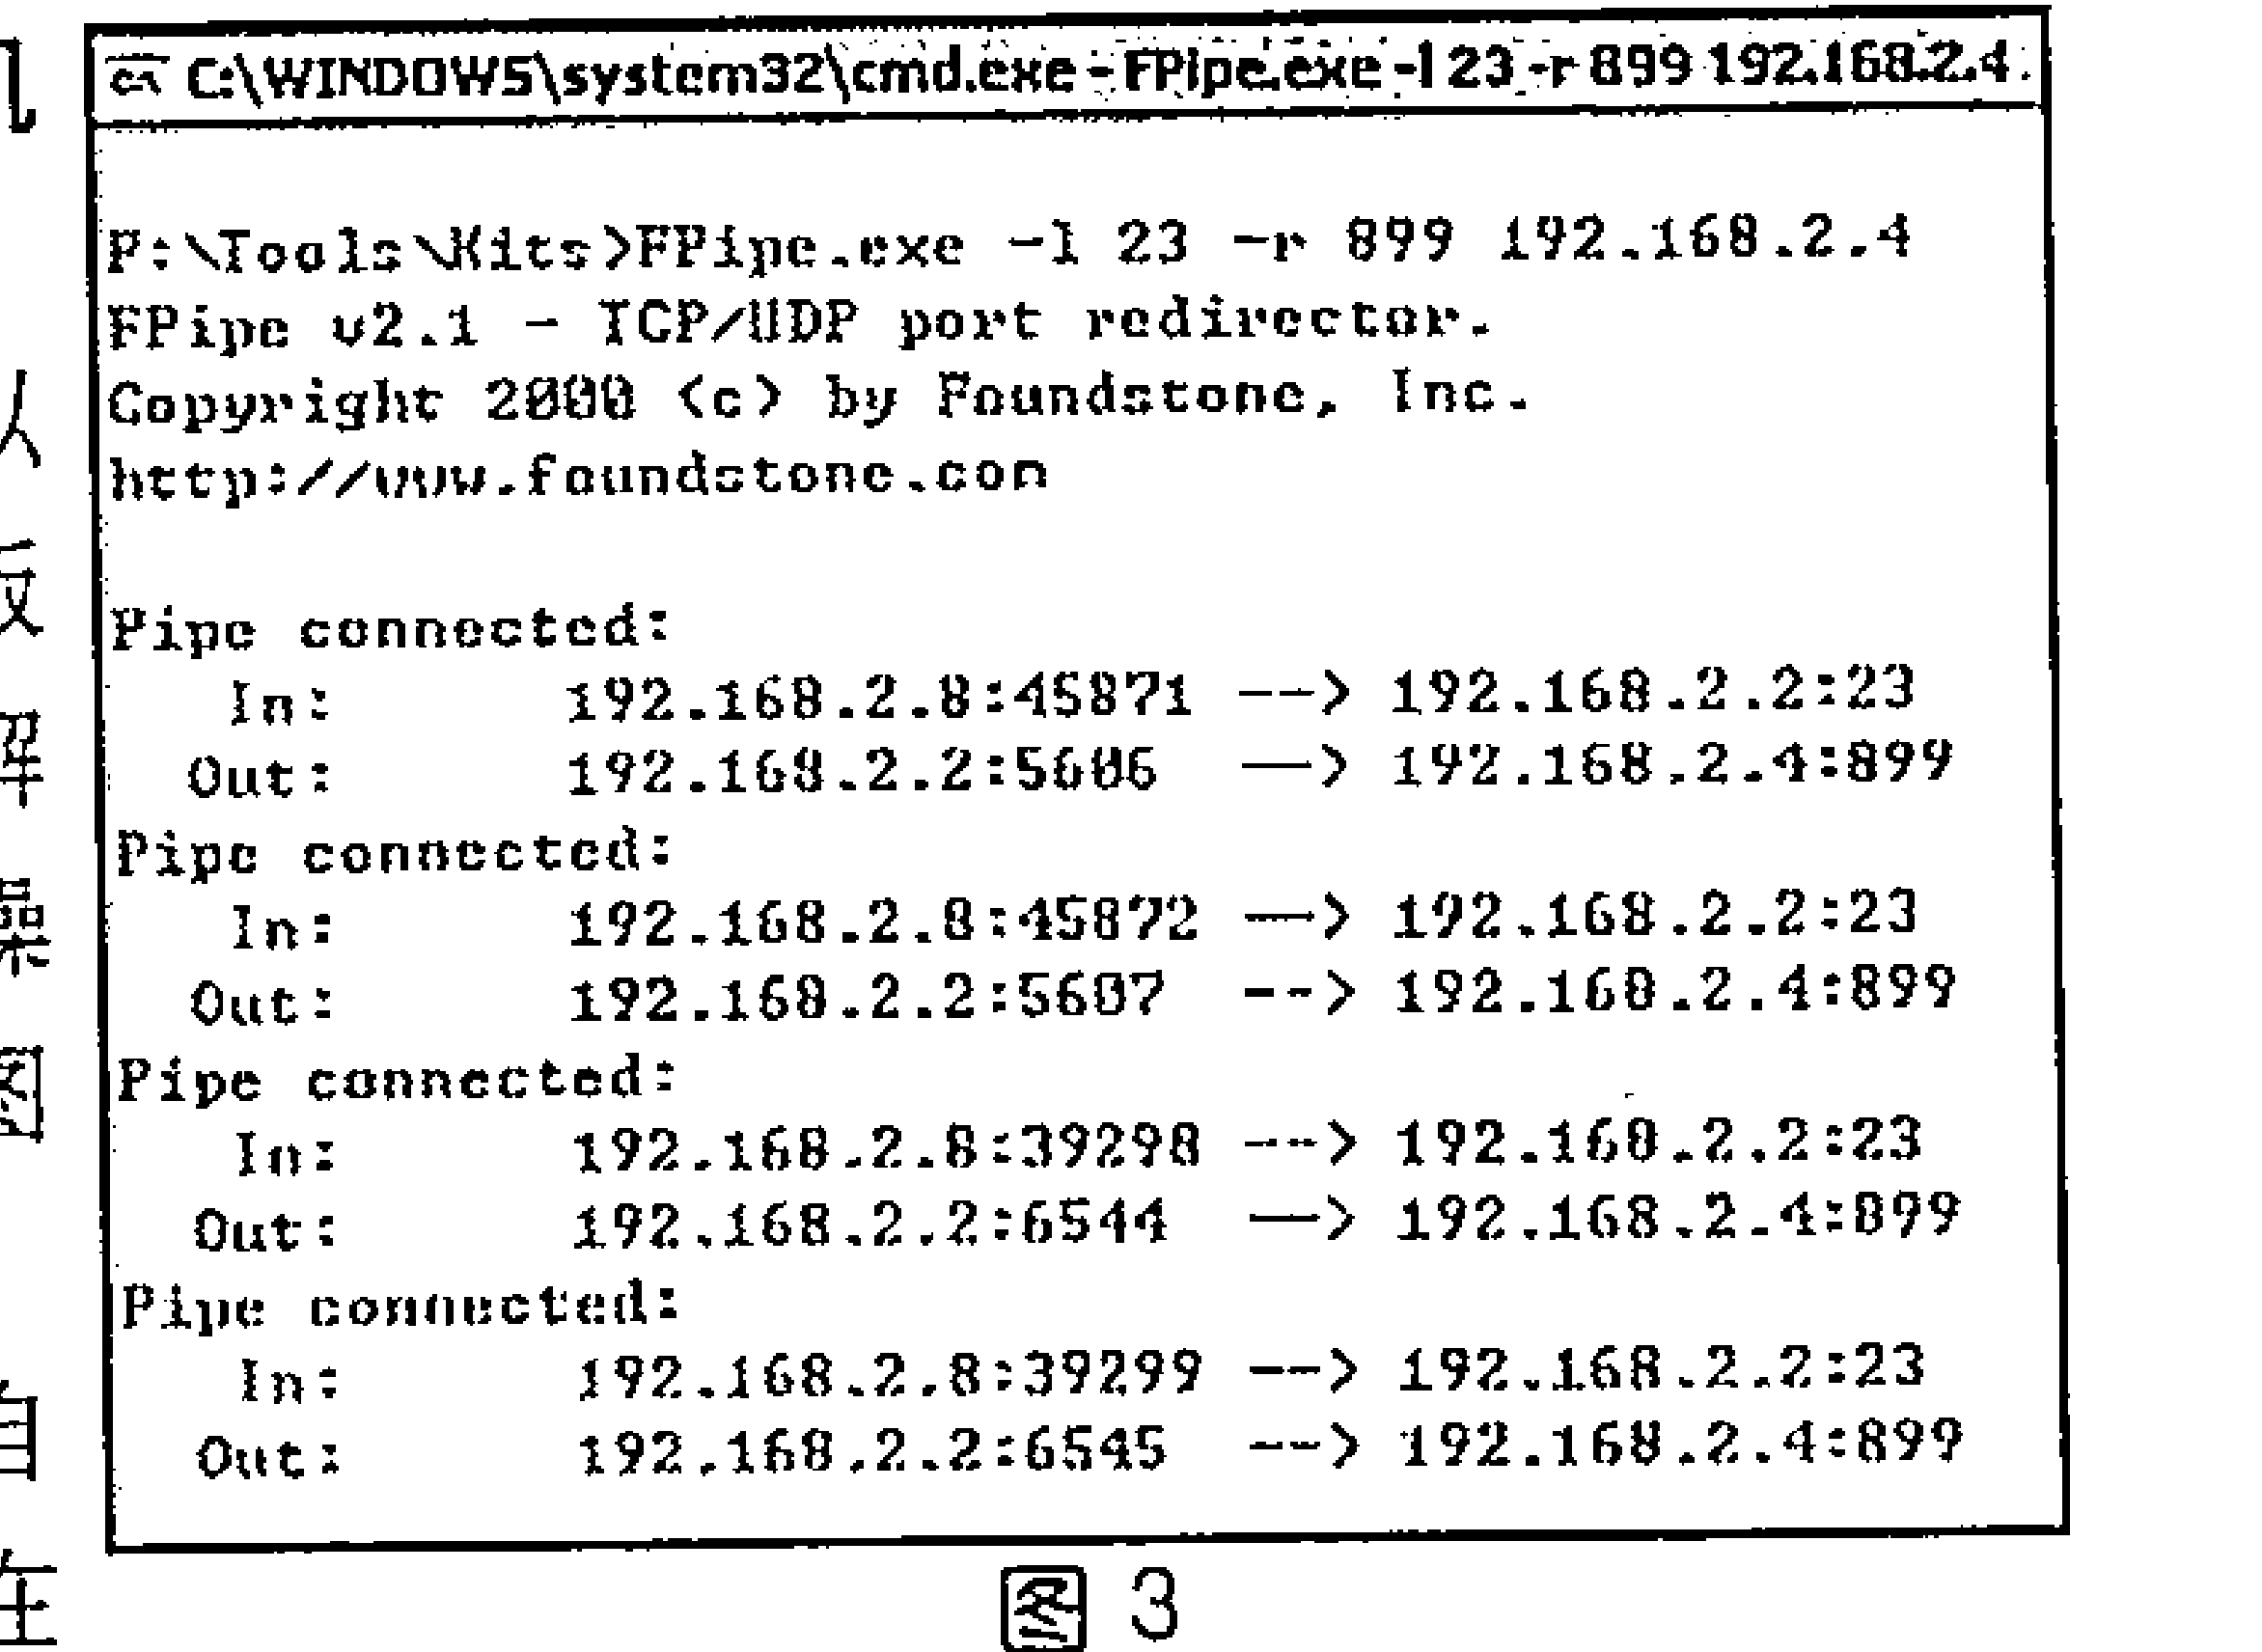 C:\WINDOWS\system32\cmd.exe - FPipe.exe -l 23 -r 899 192.168.2.4
P:\Tools\Kits>FPipe.exe -l 23 -r 899 192.168.2.4
FPipe v2.1 - TCP/UDP port redirector.
Copyright 2000 (c) by Foundstone, Inc.
http://www.foundstone.com
Pipe connected:
In: 192.168.2.8:45871 --> 192.168.2.2:23
Out: 192.168.2.2:5606 --> 192.168.2.4:899
Pipe connected:
In: 192.168.2.8:45872 --> 192.168.2.2:23
Out: 192.168.2.2:5607 --> 192.168.2.4:899
Pipe connected:
In: 192.168.2.8:39298 --> 192.168.2.2:23
Out: 192.168.2.2:6544 --> 192.168.2.4:899
Pipe connected:
In: 192.168.2.8:39299 --> 192.168.2.2:23
Out: 192.168.2.2:6545 --> 192.168.2.4:899
图 3